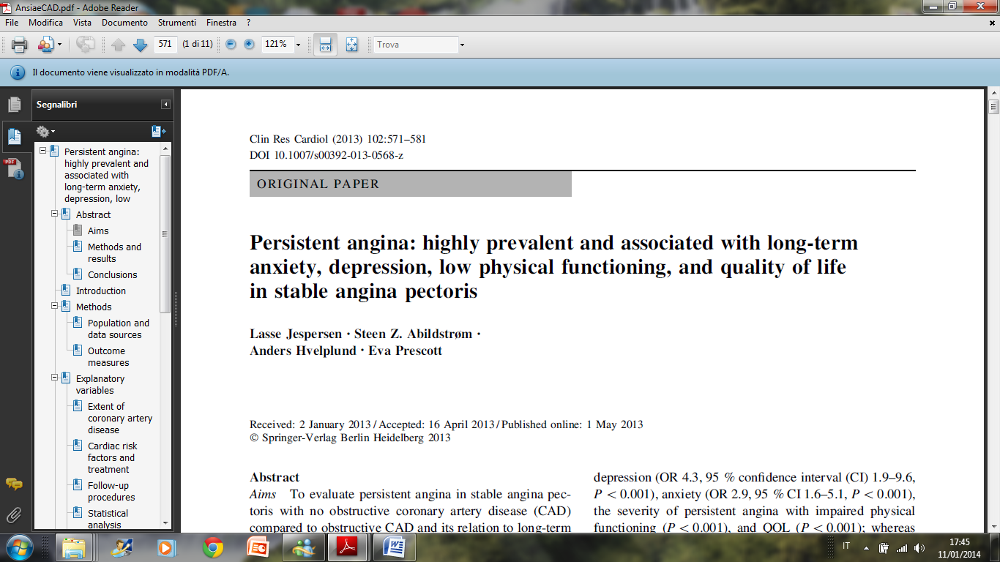 AnsiaeCAD.pdf - Adobe Reader
File Modifica Vista Documento Strumenti Finestra ?
571 (1 di 11) 121% Trova
Il documento viene visualizzato in modalità PDF/A.
Segnalibri
Persistent angina:
highly prevalent and
associated with
long-term anxiety,
depression, low
Abstract
Aims
Methods and
results
Conclusions
Introduction
Methods
Population and
data sources
Outcome
measures
Explanatory
variables
Extent of
coronary artery
disease
Cardiac risk
factors and
treatment
Follow-up
procedures
Statistical
analysis
Clin Res Cardiol (2013) 102:571–581
DOI 10.1007/s00392-013-0568-z
ORIGINAL PAPER
Persistent angina: highly prevalent and associated with long-term
anxiety, depression, low physical functioning, and quality of life
in stable angina pectoris
Lasse Jespersen · Steen Z. Abildstrøm ·
Anders Hvelplund · Eva Prescott
Received: 2 January 2013 / Accepted: 16 April 2013 / Published online: 1 May 2013
© Springer-Verlag Berlin Heidelberg 2013
Abstract
Aims To evaluate persistent angina in stable angina pec-
toris with no obstructive coronary artery disease (CAD)
compared to obstructive CAD and its relation to long-term
depression (OR 4.3, 95 % confidence interval (CI) 1.9–9.6,
P < 0.001), anxiety (OR 2.9, 95 % CI 1.6–5.1, P < 0.001),
the severity of persistent angina with impaired physical
functioning (P < 0.001), and QOL (P < 0.001); whereas
IT
17:45
11/01/2014